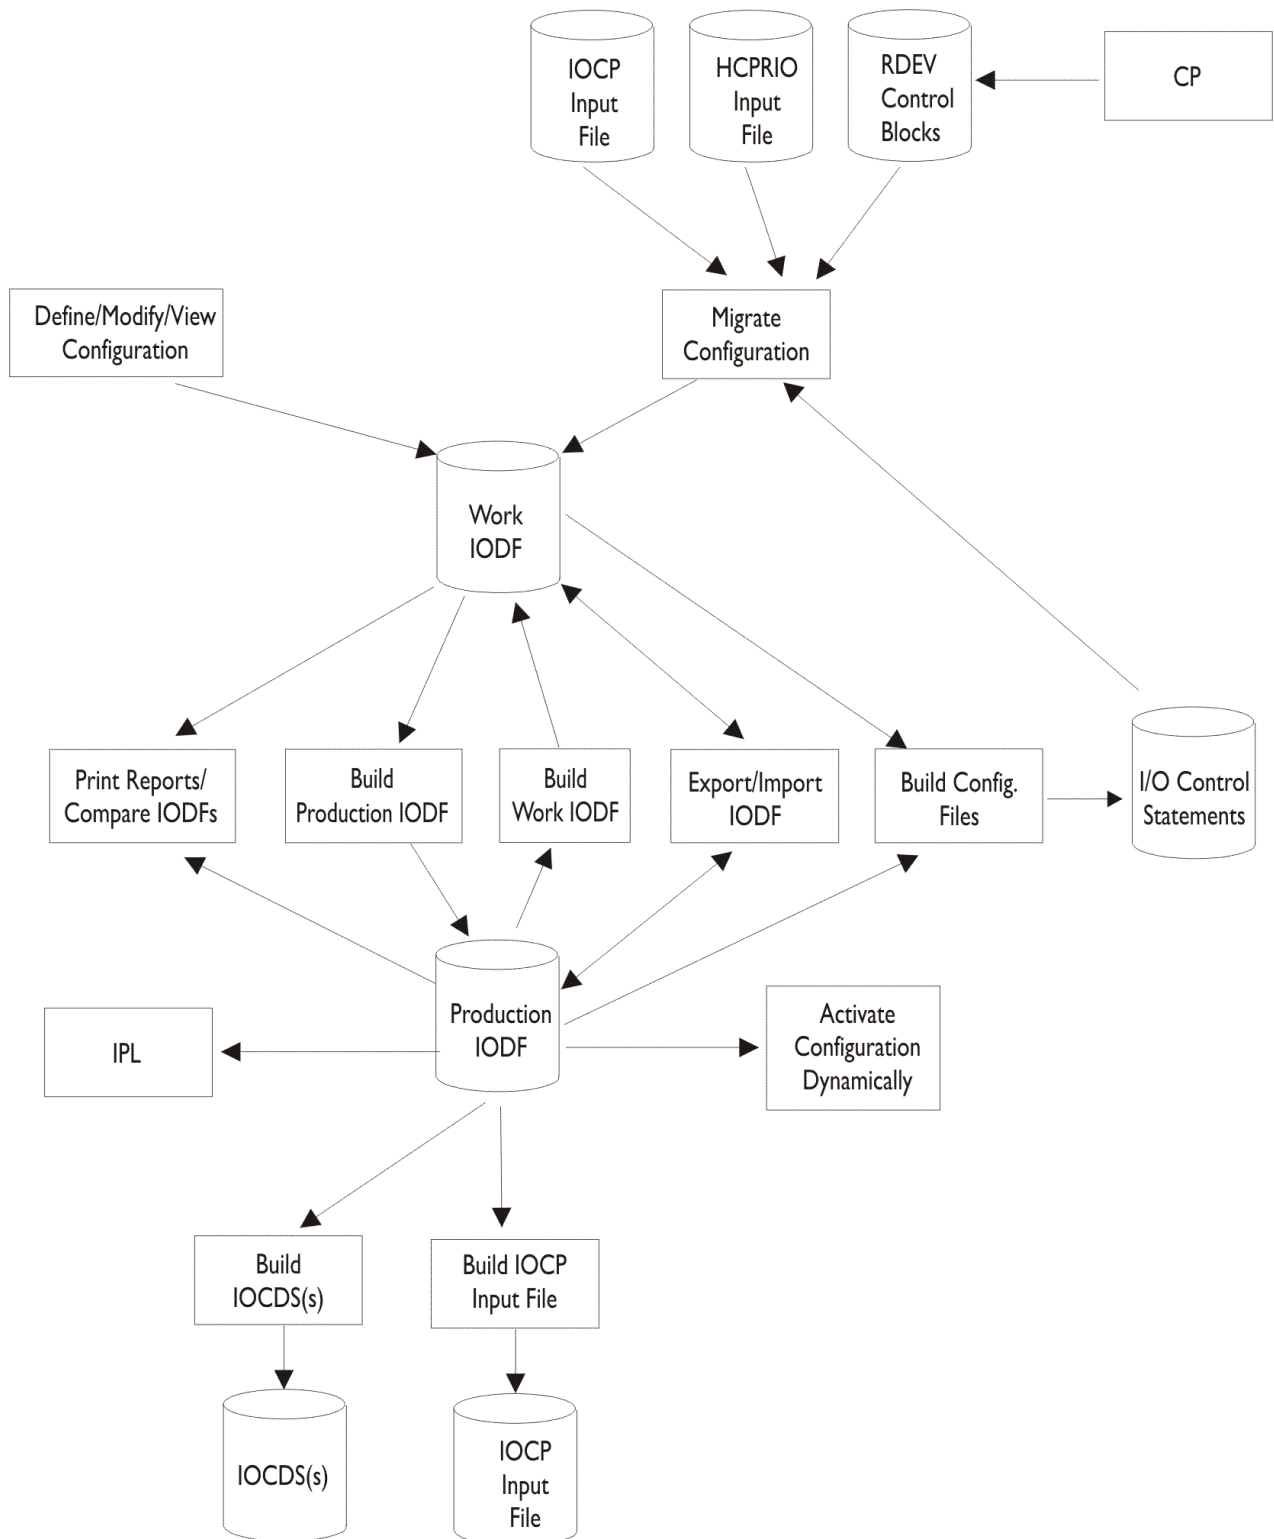 IOCP
Input
File
HCPRIO
Input
File
RDEV
Control
Blocks
CP
Define/Modify/View
Configuration
Migrate
Configuration
Work
IODF
Print Reports/
Compare IODFs
Build
Production IODF
Build
Work IODF
Export/Import
IODF
Build Config.
Files
I/O Control
Statements
IPL
Production
IODF
Activate
Configuration
Dynamically
Build
IOCDS(s)
Build IOCP
Input File
IOCDS(s)
IOCP
Input
File